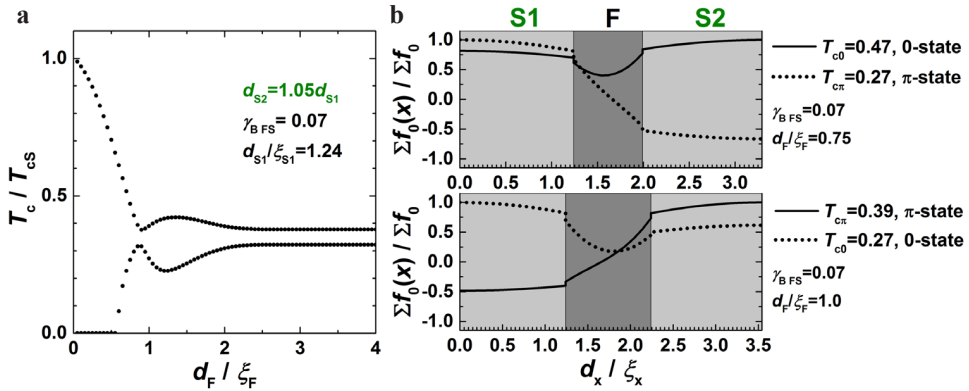 a
T_c / T_cS
1.0
0.5
0.0
d_S2=1.05d_S1
γ_B FS= 0.07
d_S1/ξ_S1=1.24
0 1 2 3 4
d_F / ξ_F
b
S1 F S2
Σf_0(x) / Σf_0
1.0
0.5
0.0
-0.5
-1.0
0.0 0.5 1.0 1.5 2.0 2.5 3.0
T_c0=0.47, 0-state
T_cπ=0.27, π-state
γ_B FS=0.07
d_F/ξ_F=0.75
Σf_0(x) / Σf_0
1.0
0.5
0.0
-0.5
-1.0
0.0 0.5 1.0 1.5 2.0 2.5 3.0 3.5
d_x / ξ_x
T_cπ=0.39, π-state
T_c0=0.27, 0-state
γ_B FS=0.07
d_F/ξ_F=1.0